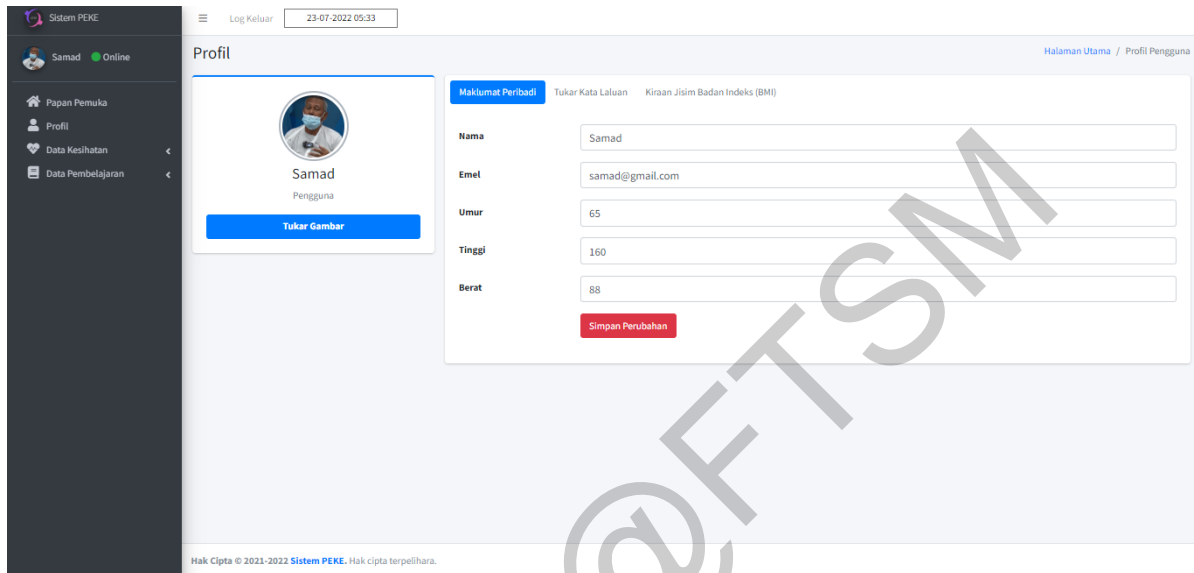 Sistem PEKE
Log Keluar
23-07-2022 05:33
Samad Online
Papan Pemuka
Profil
Data Kesihatan
Data Pembelajaran
Profil
Halaman Utama / Profil Pengguna
Samad
Pengguna
Tukar Gambar
Maklumat Peribadi
Tukar Kata Laluan
Kiraan Jisim Badan Indeks (BMI)
Nama Samad
Emel samad@gmail.com
Umur 65
Tinggi 160
Berat 88
Simpan Perubahan
Hak Cipta © 2021-2022 Sistem PEKE. Hak cipta terpelihara.
@FTSM